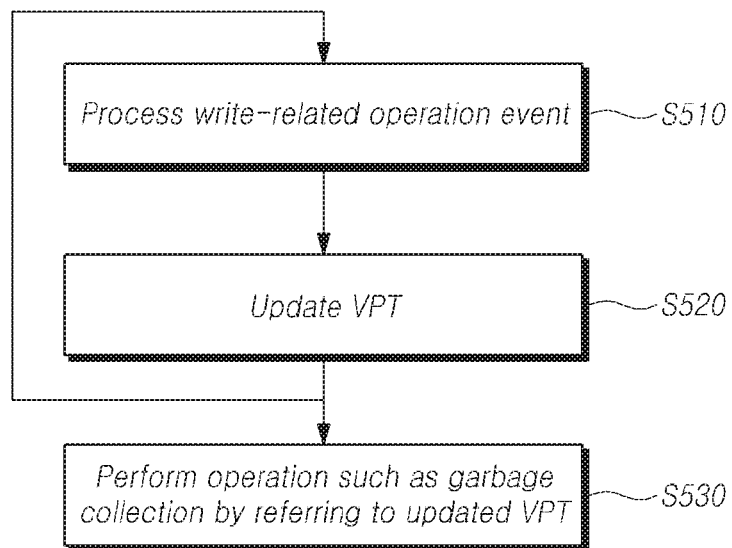 Process write-related operation event
S510
Update VPT
S520
Perform operation such as garbage
collection by referring to updated VPT
S530